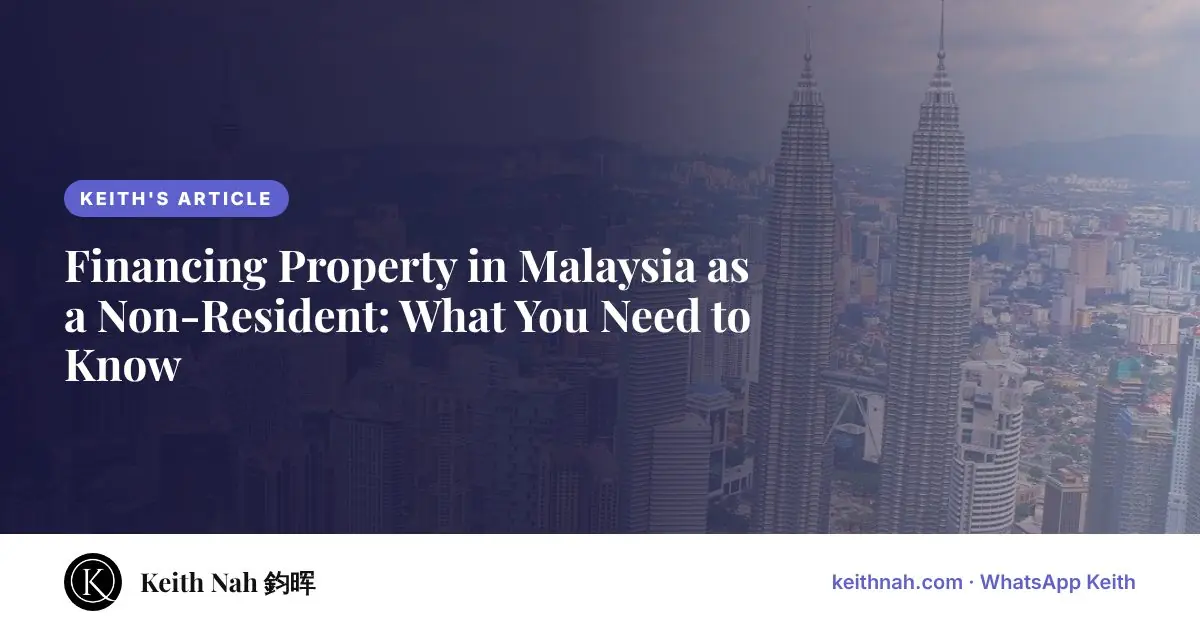 KEITH'S ARTICLE
Financing Property in Malaysia as
a Non-Resident: What You Need to
Know
K
Keith Nah 鈞晖
keithnah.com · WhatsApp Keith